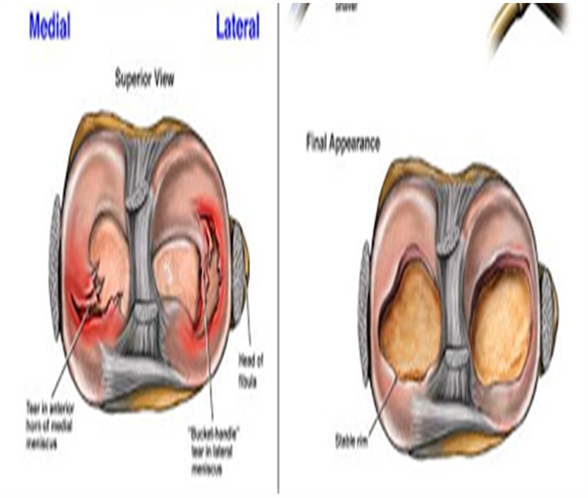 Medial
Lateral
Superior View
Head of
fibula
Tear in anterior
horn of medial
meniscus
"Bucket-handle"
tear in lateral
meniscus
Shaver
Final Appearance
Stable rim